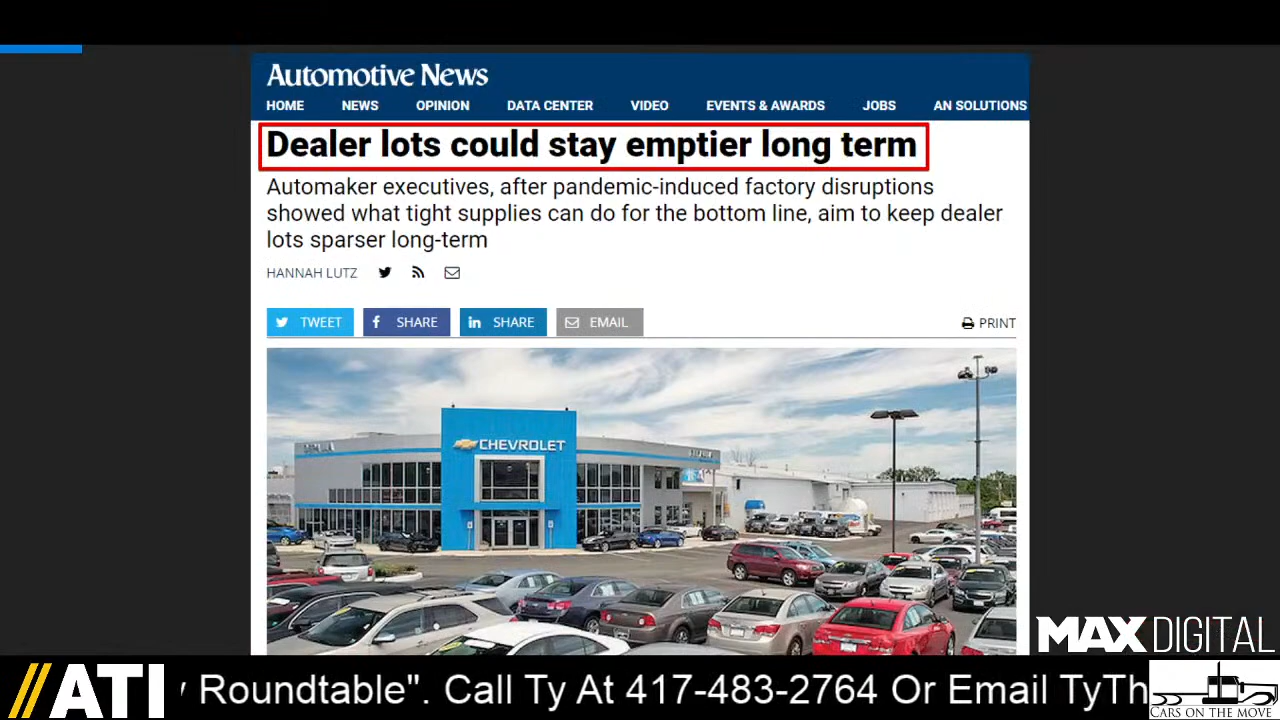 Automotive News
HOME NEWS OPINION DATA CENTER VIDEO EVENTS & AWARDS JOBS AN SOLUTIONS
Dealer lots could stay emptier long term
Automaker executives, after pandemic-induced factory disruptions
showed what tight supplies can do for the bottom line, aim to keep dealer
lots sparser long-term
HANNAH LUTZ
TWEET SHARE SHARE EMAIL PRINT
CHEVROLET
MAXDIGITAL
//ATI y Roundtable". Call Ty At 417-483-2764 Or Email TyTh
CARS ON THE MOVE